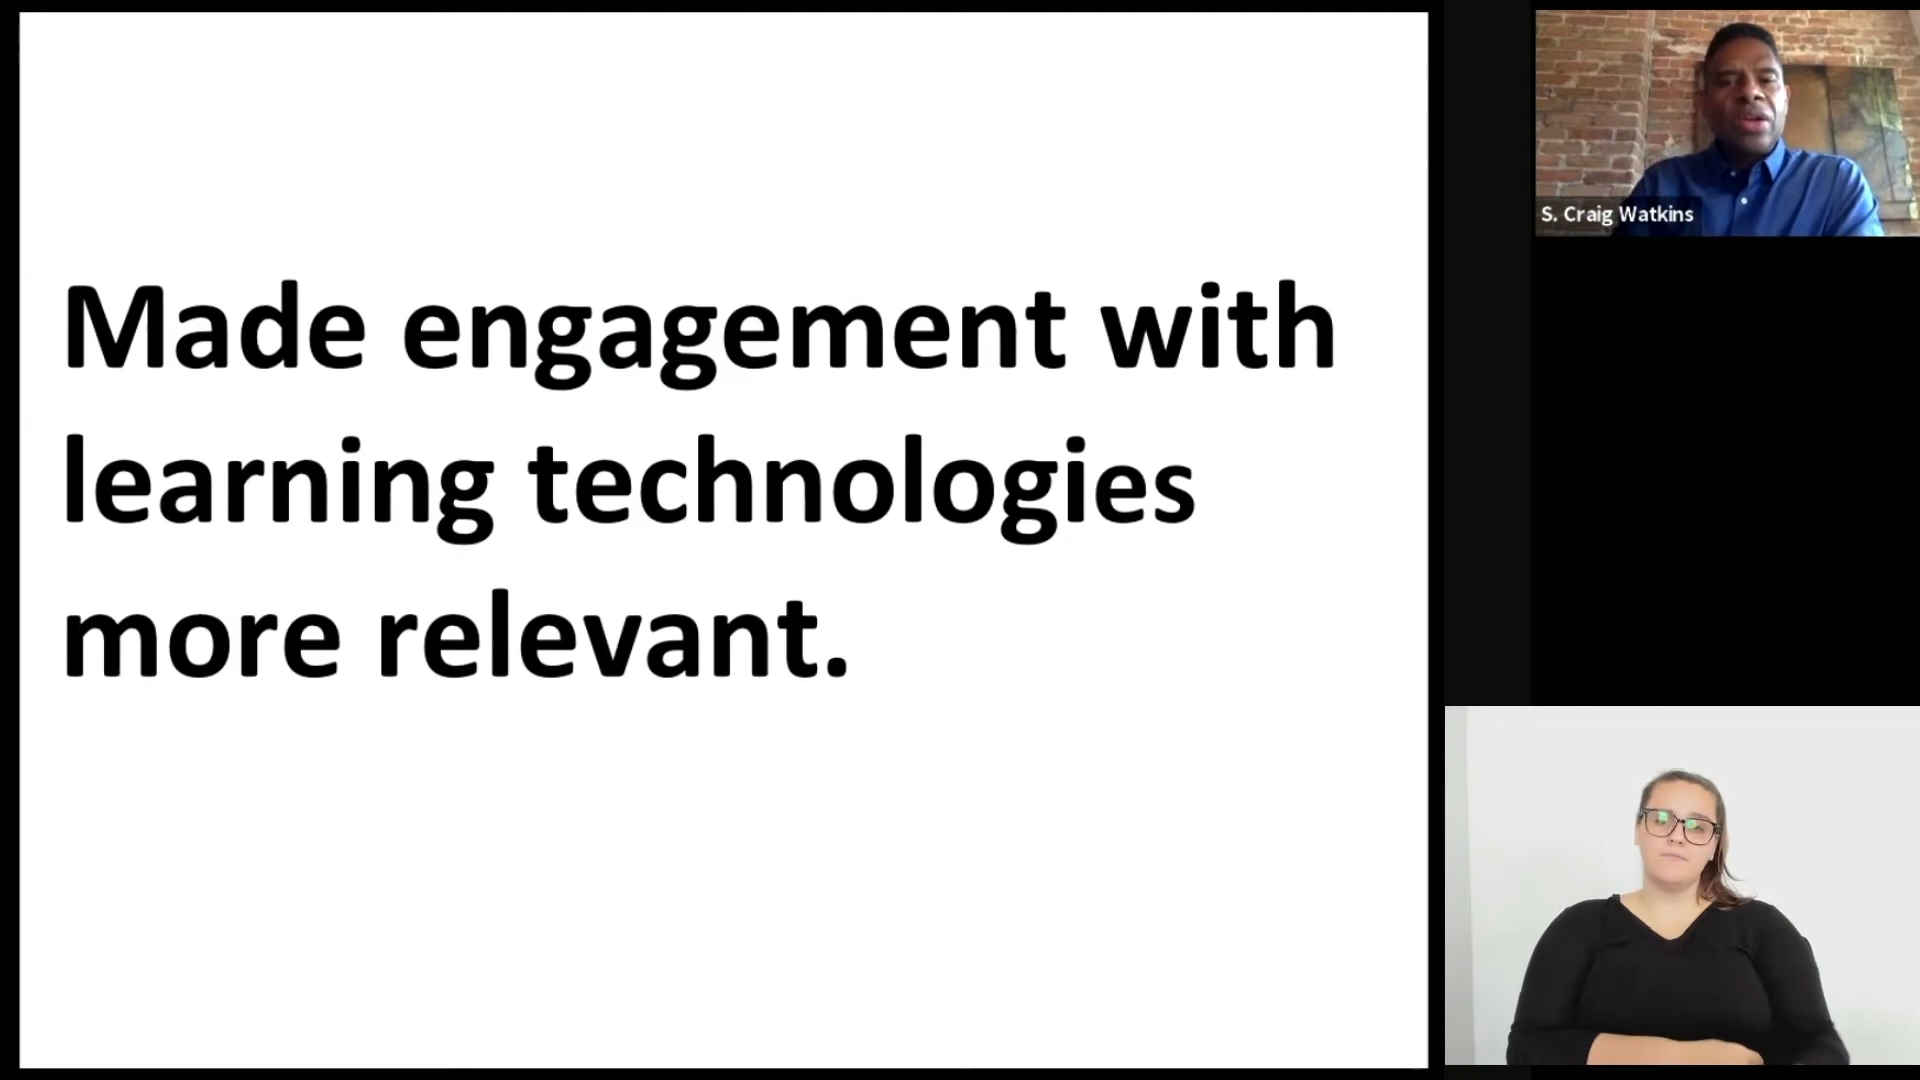 Made engagement with
learning technologies
more relevant.
S. Craig Watkins